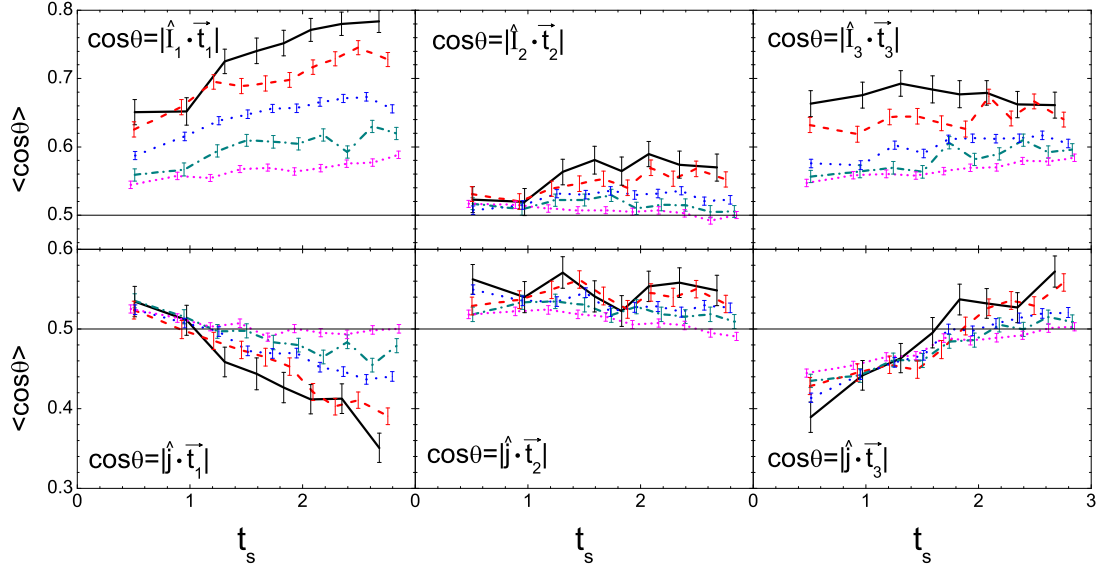 0.8
0.7
0.6
0.5
0.6
0.5
0.4
0.3
<cosθ>
<cosθ>
cosθ=|Î₁·t⃗₁|
cosθ=|Î₂·t⃗₂|
cosθ=|Î₃·t⃗₃|
cosθ=|ĵ·t⃗₁|
cosθ=|ĵ·t⃗₂|
cosθ=|ĵ·t⃗₃|
0 1 2 0 1 2 0 1 2 3
tₛ tₛ tₛ